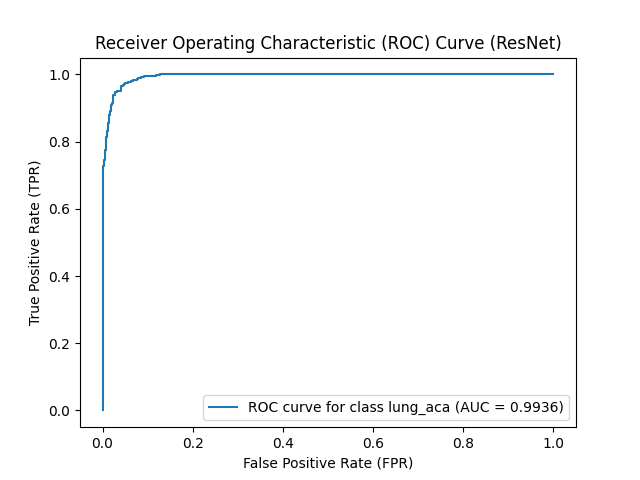 Receiver Operating Characteristic (ROC) Curve (ResNet)
1.0
0.8
0.6
0.4
0.2
0.0
True Positive Rate (TPR)
ROC curve for class lung_aca (AUC = 0.9936)
0.0 0.2 0.4 0.6 0.8 1.0
False Positive Rate (FPR)